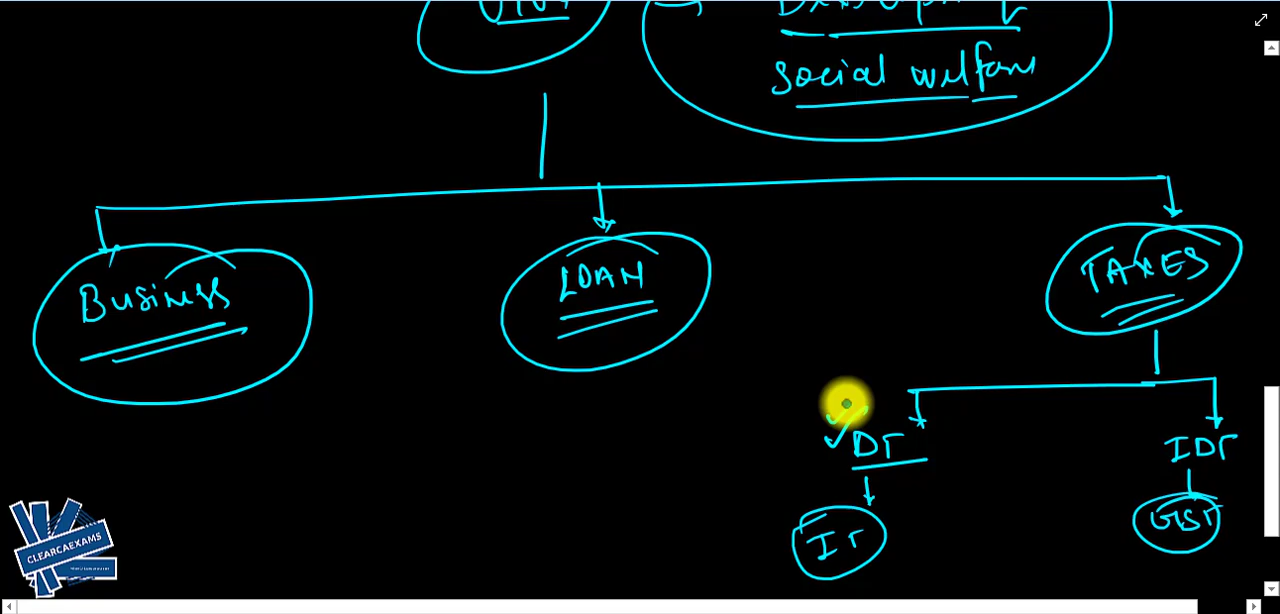 social welfare
Business
LOAN
TAXES
DT
IDT
IT
GST
CLEARCAEXAMS